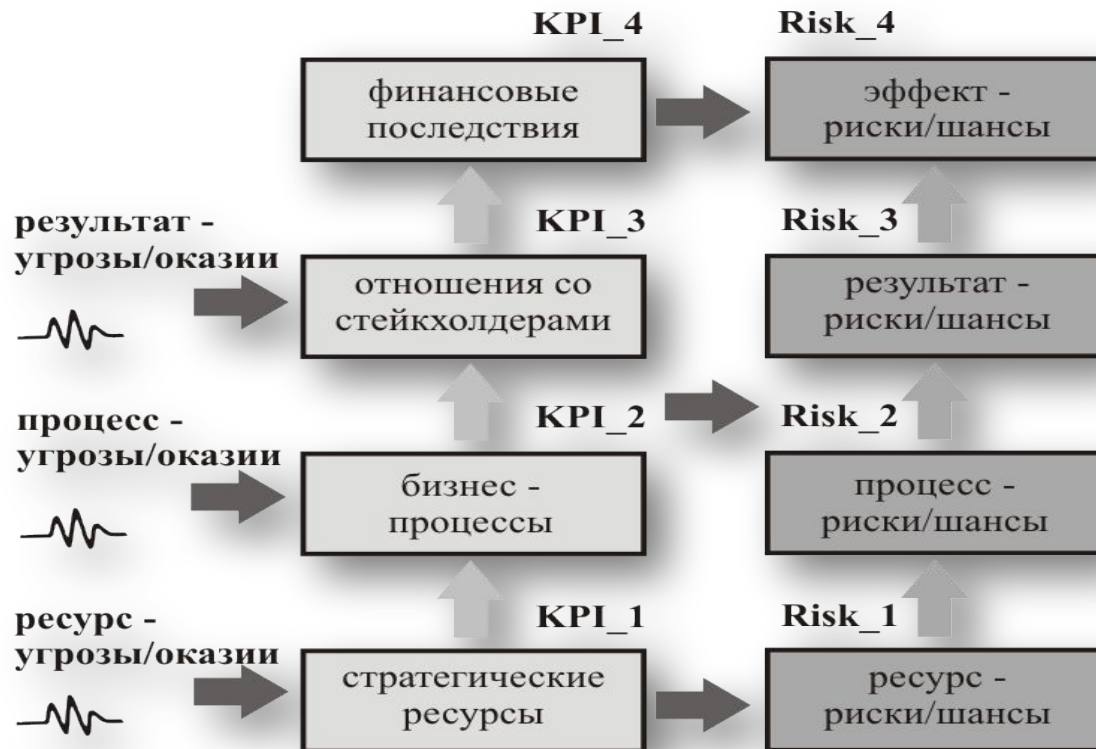 KPI_4
Risk_4
финансовые
последствия
эффект -
риски/шансы
результат -
угрозы/оказии
KPI_3
Risk_3
отношения со
стейкхолдерами
результат -
риски/шансы
процесс -
угрозы/оказии
KPI_2
Risk_2
бизнес -
процессы
процесс -
риски/шансы
ресурс -
угрозы/оказии
KPI_1
Risk_1
стратегические
ресурсы
ресурс -
риски/шансы